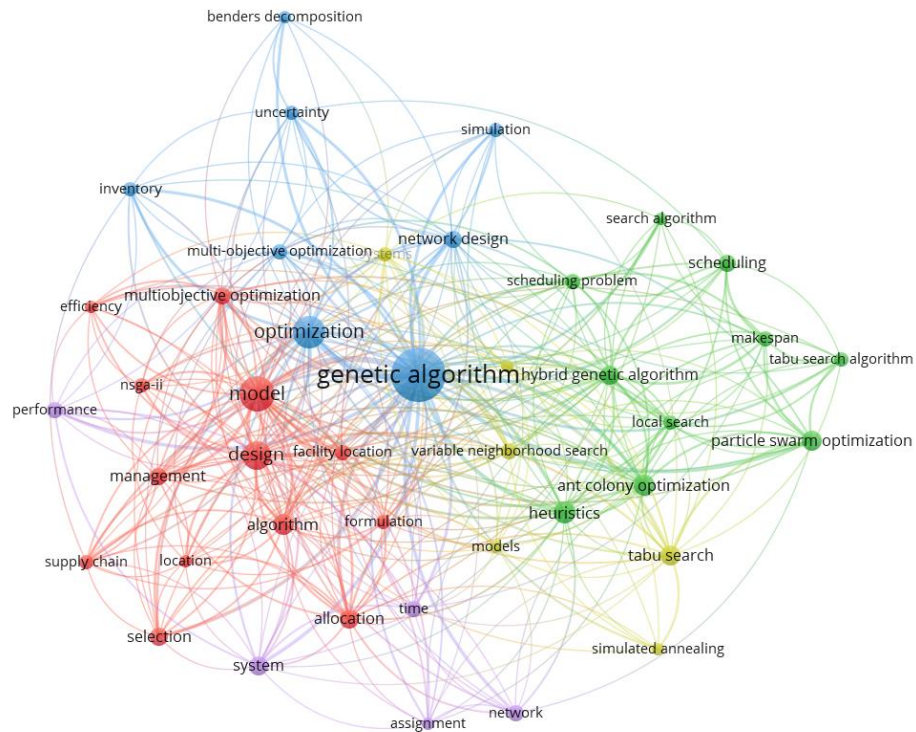 benders decomposition
uncertainty
simulation
inventory
search algorithm
network design
multi-objective optimization
systems
scheduling
scheduling problem
multiobjective optimization
efficiency
optimization
makespan
tabu search algorithm
genetic algorithm
hybrid genetic algorithm
nsga-ii
model
performance
local search
particle swarm optimization
design
facility location
variable neighborhood search
management
ant colony optimization
heuristics
algorithm
formulation
models
tabu search
supply chain
location
time
allocation
selection
simulated annealing
system
network
assignment